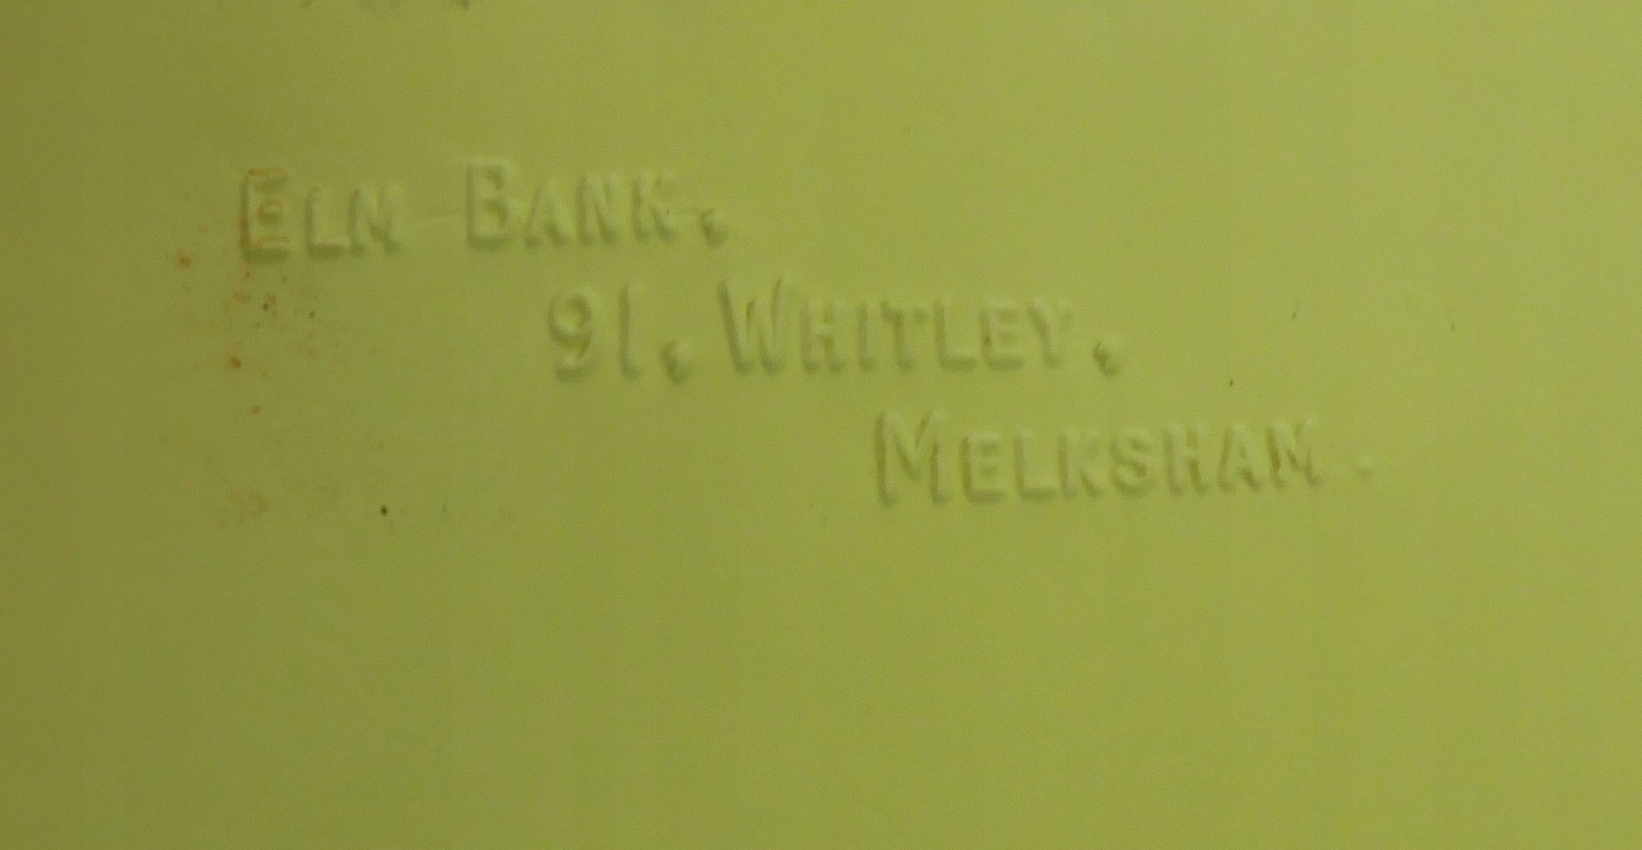 ELM BANK,
91, WHITLEY,
MELKSHAM.